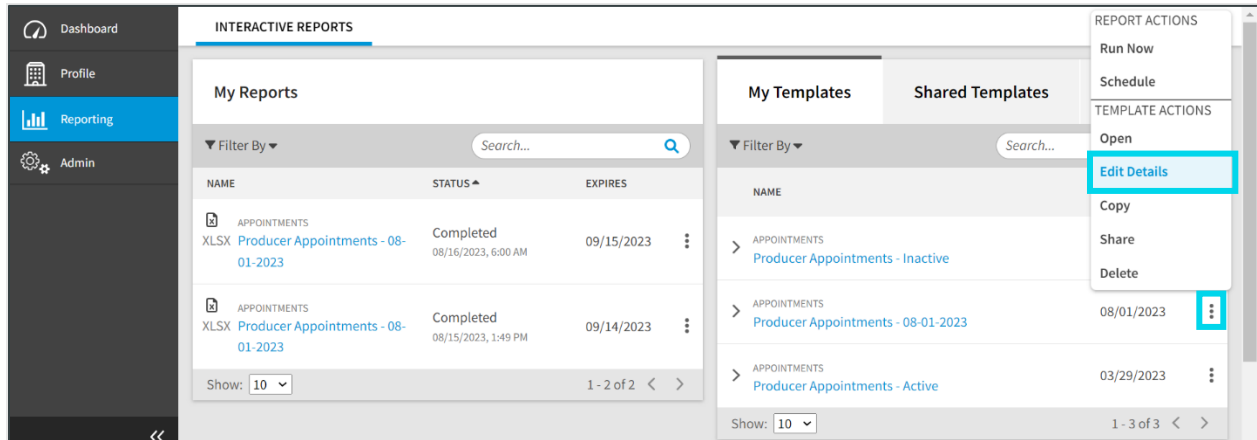 Dashboard
Profile
Reporting
Admin
INTERACTIVE REPORTS
My Reports
Filter By
Search...
NAME STATUS EXPIRES
APPOINTMENTS
XLSX Producer Appointments - 08-
01-2023
Completed
08/16/2023, 6:00 AM
09/15/2023
APPOINTMENTS
XLSX Producer Appointments - 08-
01-2023
Completed
08/15/2023, 1:49 PM
09/14/2023
Show: 10
1 - 2 of 2
My Templates
Shared Templates
Filter By
Search...
NAME
APPOINTMENTS
Producer Appointments - Inactive
APPOINTMENTS
Producer Appointments - 08-01-2023
08/01/2023
APPOINTMENTS
Producer Appointments - Active
03/29/2023
Show: 10
1 - 3 of 3
REPORT ACTIONS
Run Now
Schedule
TEMPLATE ACTIONS
Open
Edit Details
Copy
Share
Delete